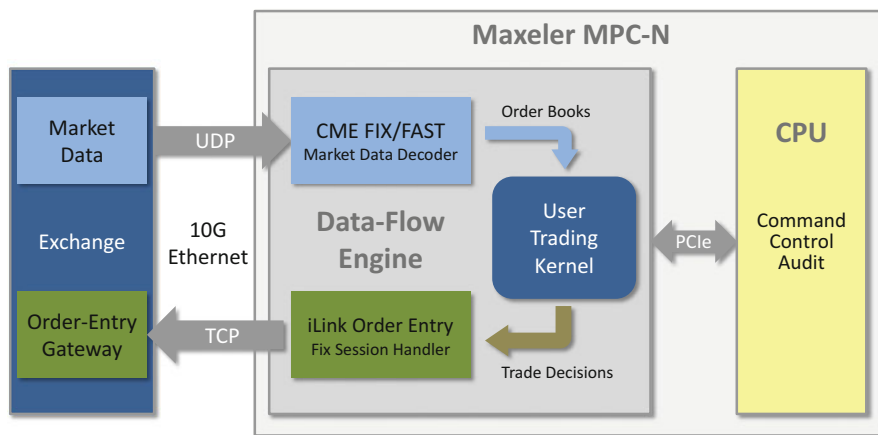 Maxeler MPC-N
Market
Data
Exchange
Order-Entry
Gateway
UDP
10G
Ethernet
TCP
CME FIX/FAST
Market Data Decoder
Order Books
Data-Flow
Engine
User
Trading
Kernel
iLink Order Entry
Fix Session Handler
Trade Decisions
PCIe
CPU
Command
Control
Audit